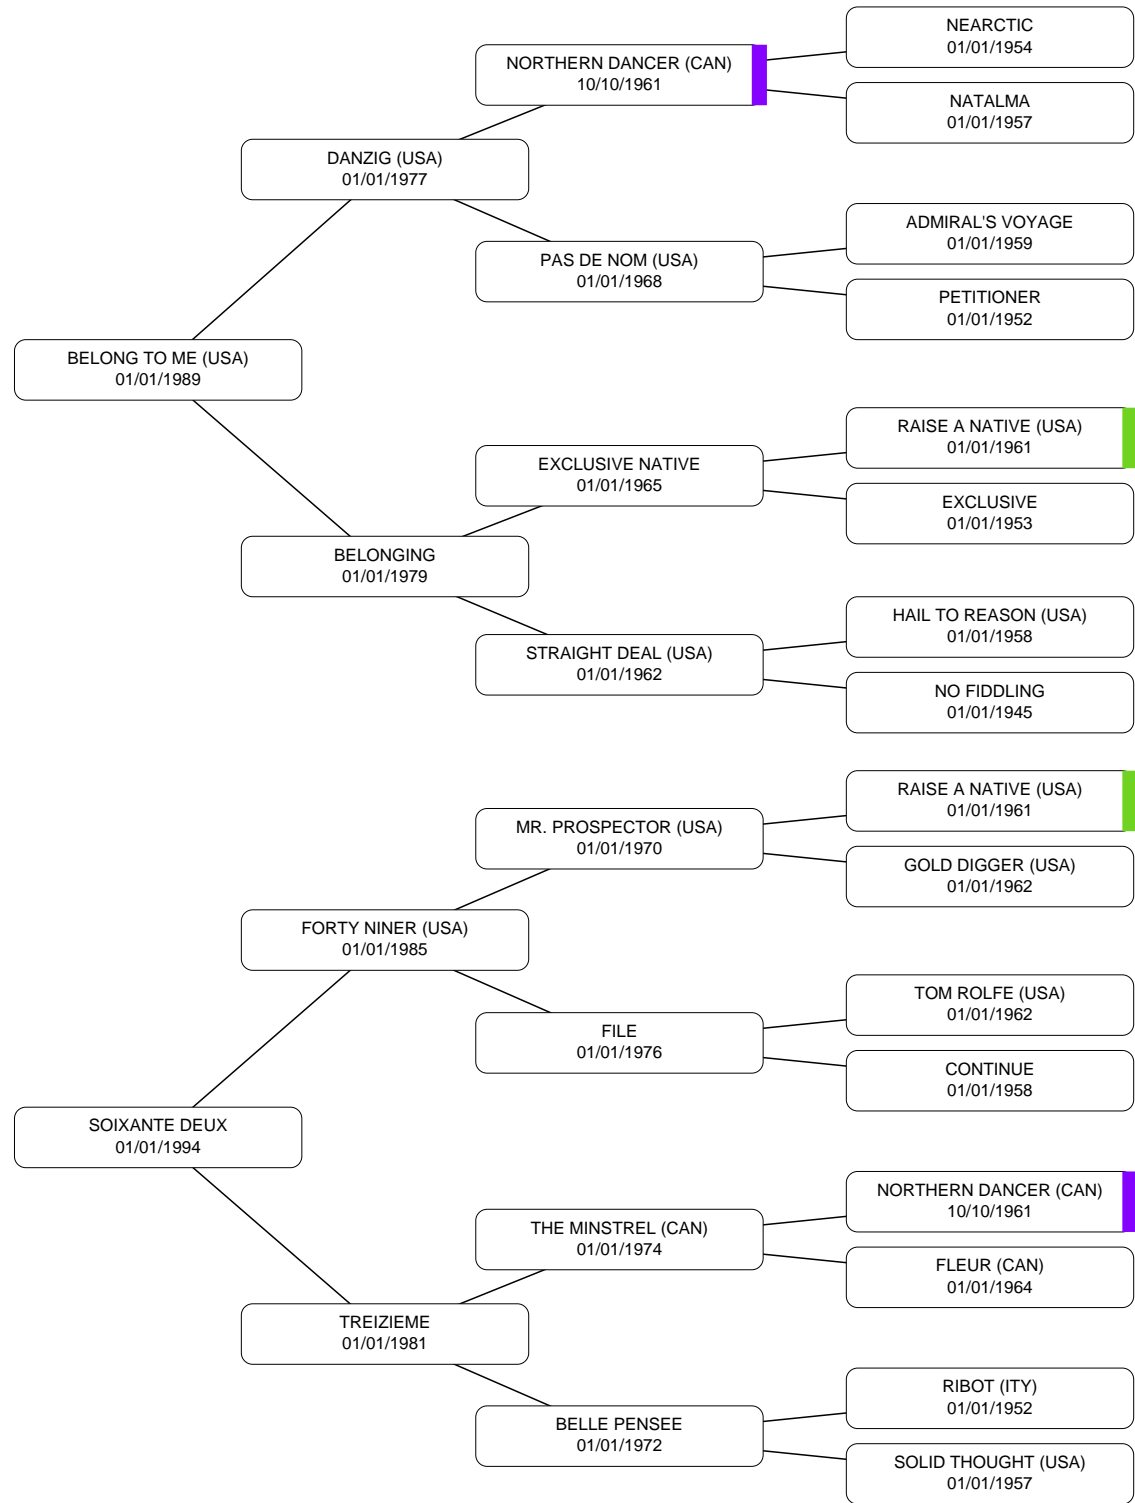 NEARCTIC
01/01/1954
NORTHERN DANCER (CAN)
10/10/1961
NATALMA
01/01/1957
DANZIG (USA)
01/01/1977
ADMIRAL'S VOYAGE
01/01/1959
PAS DE NOM (USA)
01/01/1968
PETITIONER
01/01/1952
BELONG TO ME (USA)
01/01/1989
RAISE A NATIVE (USA)
01/01/1961
EXCLUSIVE NATIVE
01/01/1965
EXCLUSIVE
01/01/1953
BELONGING
01/01/1979
HAIL TO REASON (USA)
01/01/1958
STRAIGHT DEAL (USA)
01/01/1962
NO FIDDLING
01/01/1945
RAISE A NATIVE (USA)
01/01/1961
MR. PROSPECTOR (USA)
01/01/1970
GOLD DIGGER (USA)
01/01/1962
FORTY NINER (USA)
01/01/1985
TOM ROLFE (USA)
01/01/1962
FILE
01/01/1976
CONTINUE
01/01/1958
SOIXANTE DEUX
01/01/1994
NORTHERN DANCER (CAN)
10/10/1961
THE MINSTREL (CAN)
01/01/1974
FLEUR (CAN)
01/01/1964
TREIZIEME
01/01/1981
RIBOT (ITY)
01/01/1952
BELLE PENSEE
01/01/1972
SOLID THOUGHT (USA)
01/01/1957